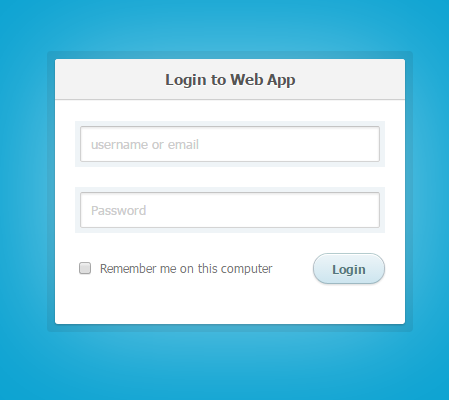 Login to Web App
username or email
Password
Remember me on this computer
Login